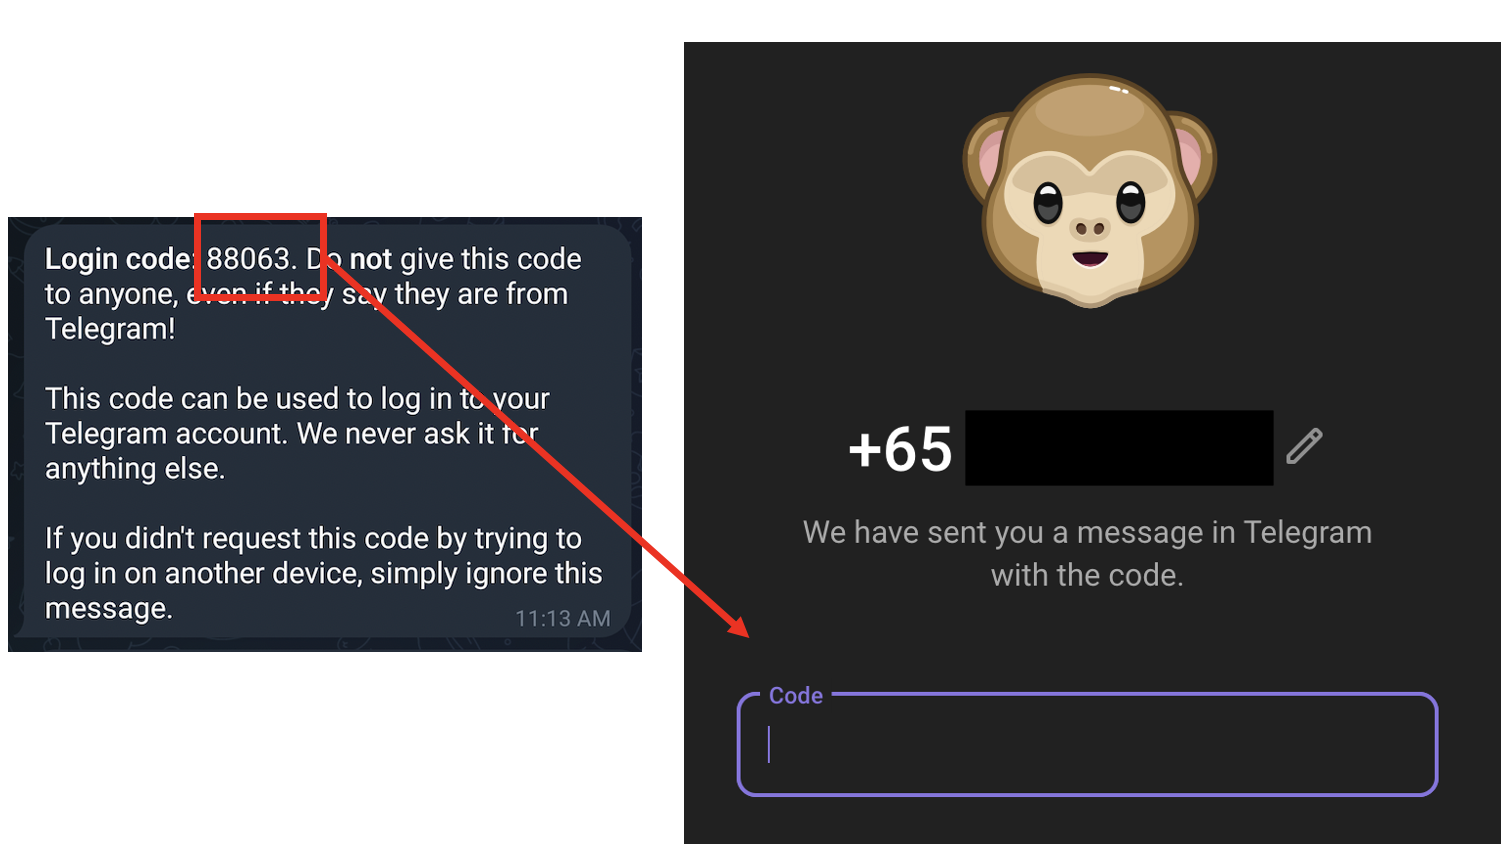 Login code: 88063. Do not give this code
to anyone, even if they say they are from
Telegram!
This code can be used to log in to your
Telegram account. We never ask it for
anything else.
If you didn't request this code by trying to
log in on another device, simply ignore this
message.
11:13 AM
+65
We have sent you a message in Telegram
with the code.
Code